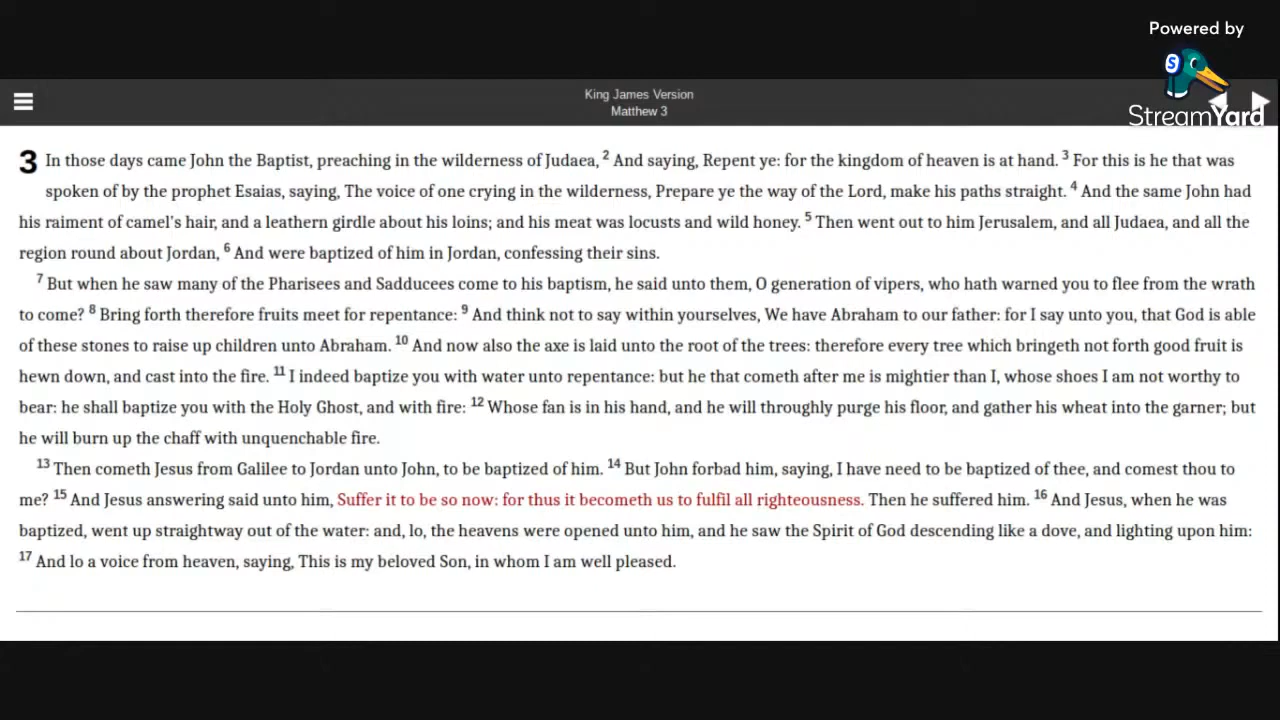 Powered by
StreamYard
King James Version
Matthew 3
3 In those days came John the Baptist, preaching in the wilderness of Judaea, 2 And saying, Repent ye: for the kingdom of heaven is at hand. 3 For this is he that was
spoken of by the prophet Esaias, saying, The voice of one crying in the wilderness, Prepare ye the way of the Lord, make his paths straight. 4 And the same John had
his raiment of camel's hair, and a leathern girdle about his loins; and his meat was locusts and wild honey. 5 Then went out to him Jerusalem, and all Judaea, and all the
region round about Jordan, 6 And were baptized of him in Jordan, confessing their sins.
7 But when he saw many of the Pharisees and Sadducees come to his baptism, he said unto them, O generation of vipers, who hath warned you to flee from the wrath
to come? 8 Bring forth therefore fruits meet for repentance: 9 And think not to say within yourselves, We have Abraham to our father: for I say unto you, that God is able
of these stones to raise up children unto Abraham. 10 And now also the axe is laid unto the root of the trees: therefore every tree which bringeth not forth good fruit is
hewn down, and cast into the fire. 11 I indeed baptize you with water unto repentance: but he that cometh after me is mightier than I, whose shoes I am not worthy to
bear: he shall baptize you with the Holy Ghost, and with fire: 12 Whose fan is in his hand, and he will throughly purge his floor, and gather his wheat into the garner; but
he will burn up the chaff with unquenchable fire.
13 Then cometh Jesus from Galilee to Jordan unto John, to be baptized of him. 14 But John forbad him, saying, I have need to be baptized of thee, and comest thou to
me? 15 And Jesus answering said unto him, Suffer it to be so now: for thus it becometh us to fulfil all righteousness. Then he suffered him. 16 And Jesus, when he was
baptized, went up straightway out of the water: and, lo, the heavens were opened unto him, and he saw the Spirit of God descending like a dove, and lighting upon him:
17 And lo a voice from heaven, saying, This is my beloved Son, in whom I am well pleased.